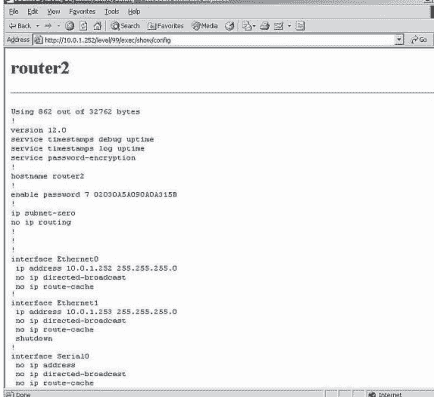 File Edit View Favorites Tools Help
Back Search Favorites Media
Address http://10.0.1.252/level/99/exec/show/config Go
router2
Using 862 out of 32762 bytes
!
version 12.0
service timestamps debug uptime
service timestamps log uptime
service password-encryption
!
hostname router2
!
enable password 7 02030A5A090A0A315B
!
ip subnet-zero
no ip routing
!
!
!
interface Ethernet0
ip address 10.0.1.252 255.255.255.0
no ip directed-broadcast
no ip route-cache
!
interface Ethernet1
ip address 10.0.1.253 255.255.255.0
no ip directed-broadcast
no ip route-cache
shutdown
!
interface Serial0
no ip address
no ip directed-broadcast
no ip route-cache
Done Internet